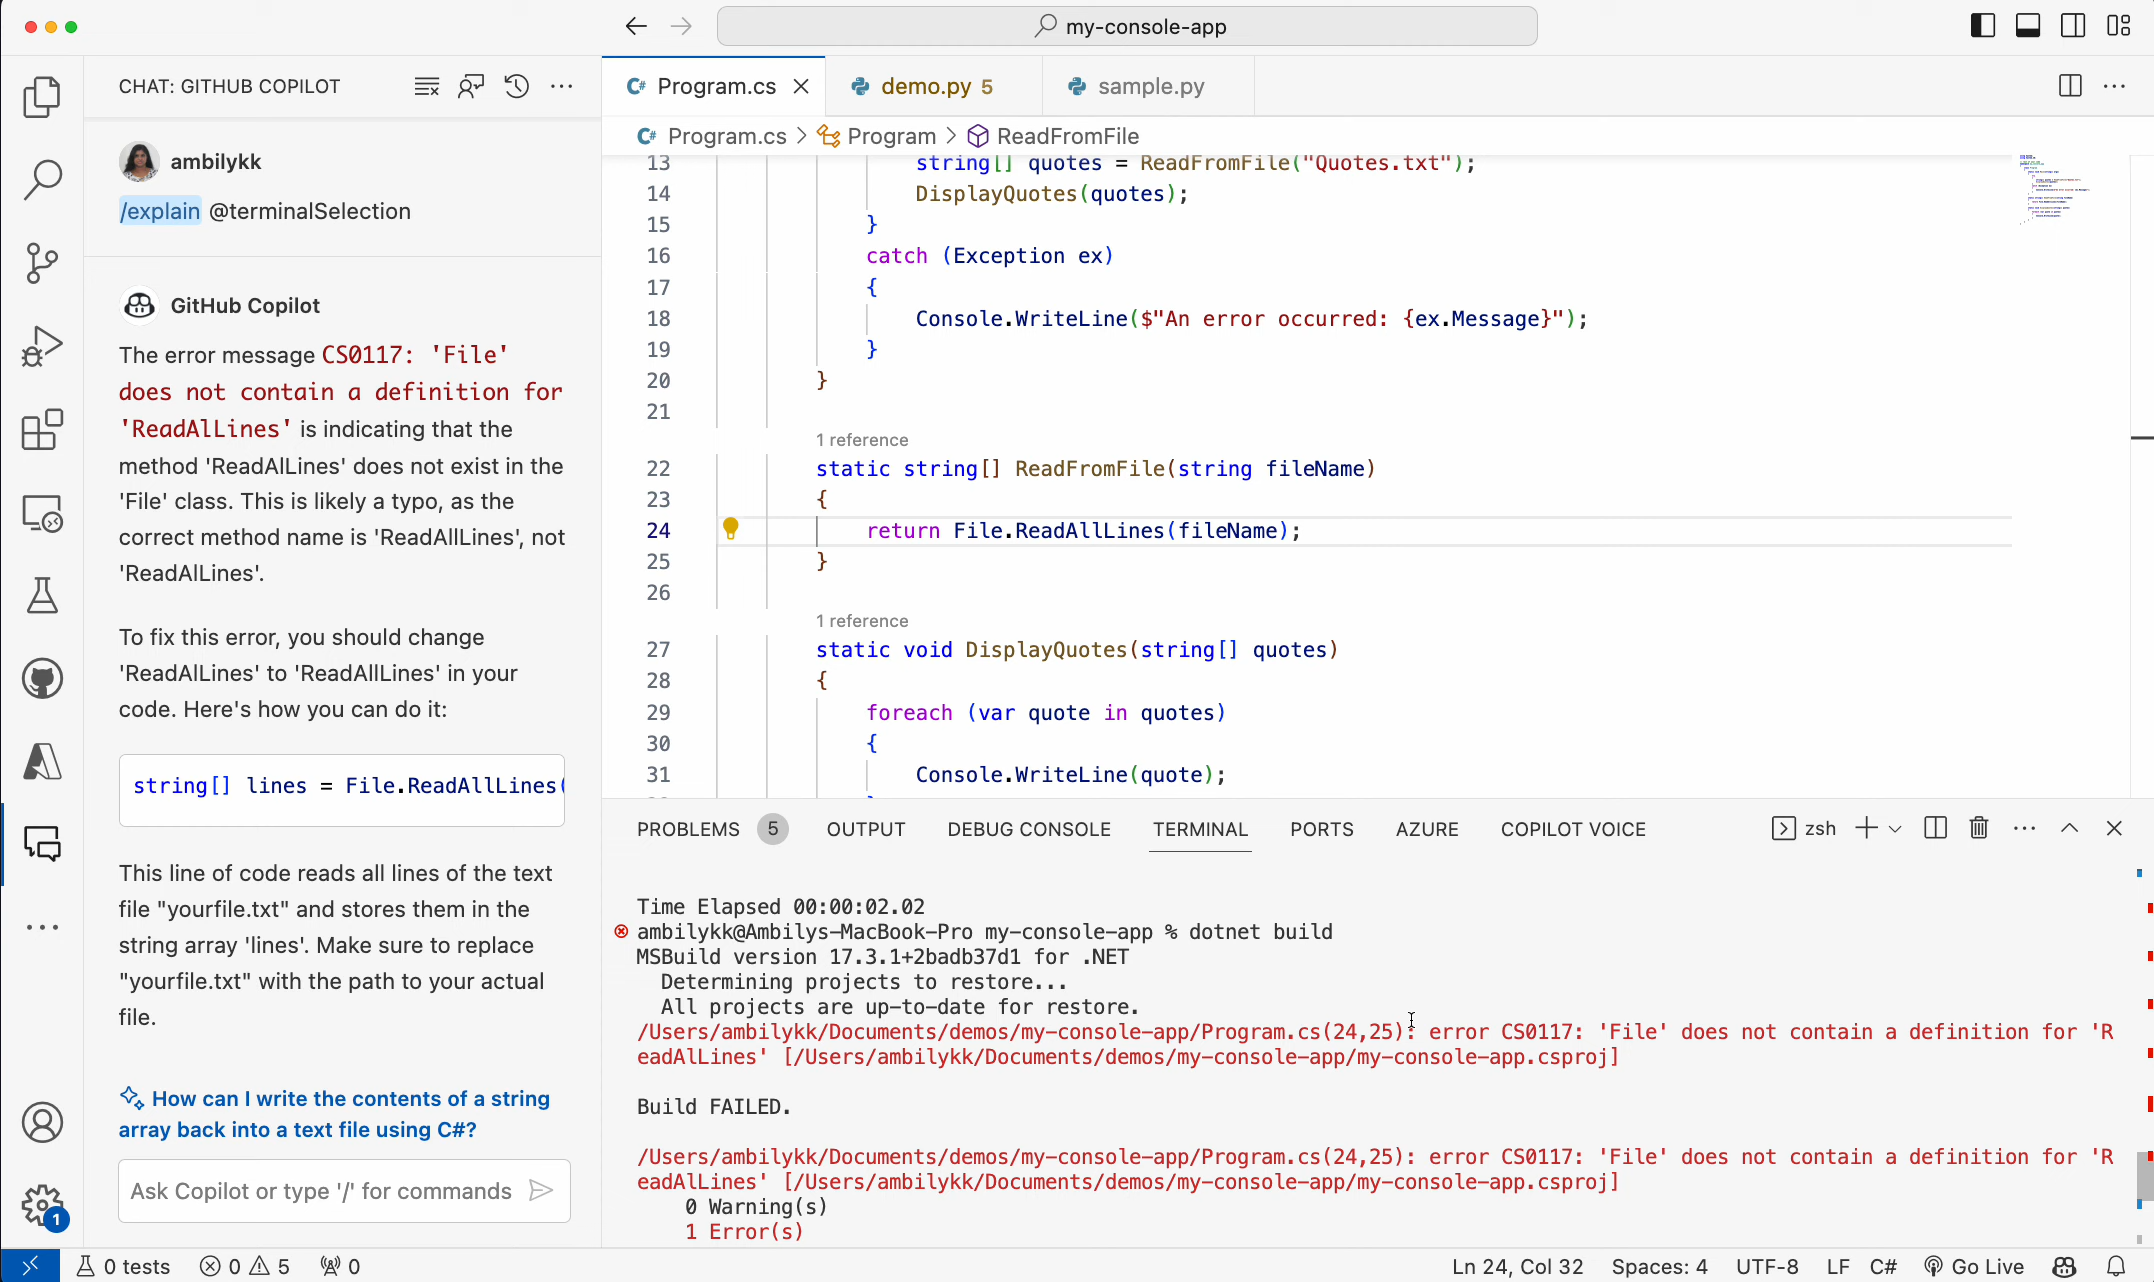 my-console-app
CHAT: GITHUB COPILOT
ambilykk
/explain @terminalSelection
GitHub Copilot
The error message CS0117: 'File'
does not contain a definition for
'ReadAlLines' is indicating that the
method 'ReadAlLines' does not exist in the
'File' class. This is likely a typo, as the
correct method name is 'ReadAllLines', not
'ReadAlLines'.
To fix this error, you should change
'ReadAlLines' to 'ReadAllLines' in your
code. Here's how you can do it:
string[] lines = File.ReadAllLines(
This line of code reads all lines of the text
file "yourfile.txt" and stores them in the
string array 'lines'. Make sure to replace
"yourfile.txt" with the path to your actual
file.
How can I write the contents of a string
array back into a text file using C#?
Ask Copilot or type '/' for commands
1
C# Program.cs
demo.py 5
sample.py
C# Program.cs > Program > ReadFromFile
13 string[] quotes = ReadFromFile("Quotes.txt");
14 DisplayQuotes(quotes);
15 }
16 catch (Exception ex)
17 {
18 Console.WriteLine($"An error occurred: {ex.Message}");
19 }
20 }
21
1 reference
22 static string[] ReadFromFile(string fileName)
23 {
24 return File.ReadAllLines(fileName);
25 }
26
1 reference
27 static void DisplayQuotes(string[] quotes)
28 {
29 foreach (var quote in quotes)
30 {
31 Console.WriteLine(quote);
PROBLEMS 5 OUTPUT DEBUG CONSOLE TERMINAL PORTS AZURE COPILOT VOICE zsh
Time Elapsed 00:00:02.02
ambilykk@Ambilys-MacBook-Pro my-console-app % dotnet build
MSBuild version 17.3.1+2badb37d1 for .NET
Determining projects to restore...
All projects are up-to-date for restore.
/Users/ambilykk/Documents/demos/my-console-app/Program.cs(24,25): error CS0117: 'File' does not contain a definition for 'R
eadAlLines' [/Users/ambilykk/Documents/demos/my-console-app/my-console-app.csproj]
Build FAILED.
/Users/ambilykk/Documents/demos/my-console-app/Program.cs(24,25): error CS0117: 'File' does not contain a definition for 'R
eadAlLines' [/Users/ambilykk/Documents/demos/my-console-app/my-console-app.csproj]
0 Warning(s)
1 Error(s)
0 tests 0 5 0 Ln 24, Col 32 Spaces: 4 UTF-8 LF C# Go Live